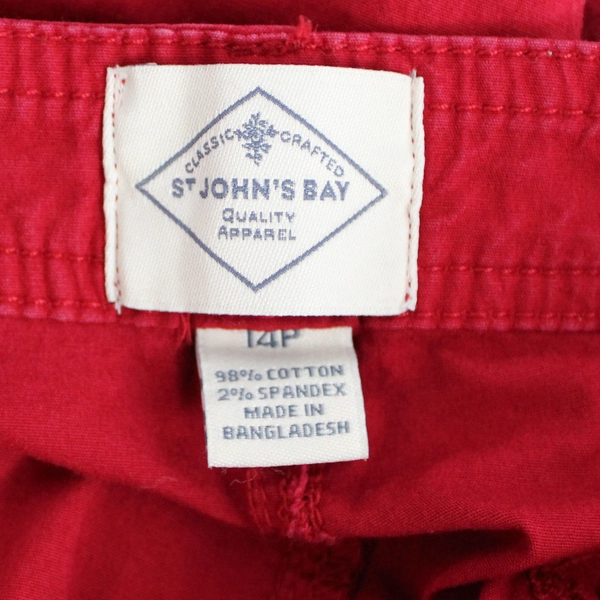 CLASSIC CRAFTED
ST JOHN'S BAY
QUALITY
APPAREL
14P
98% COTTON
2% SPANDEX
MADE IN
BANGLADESH